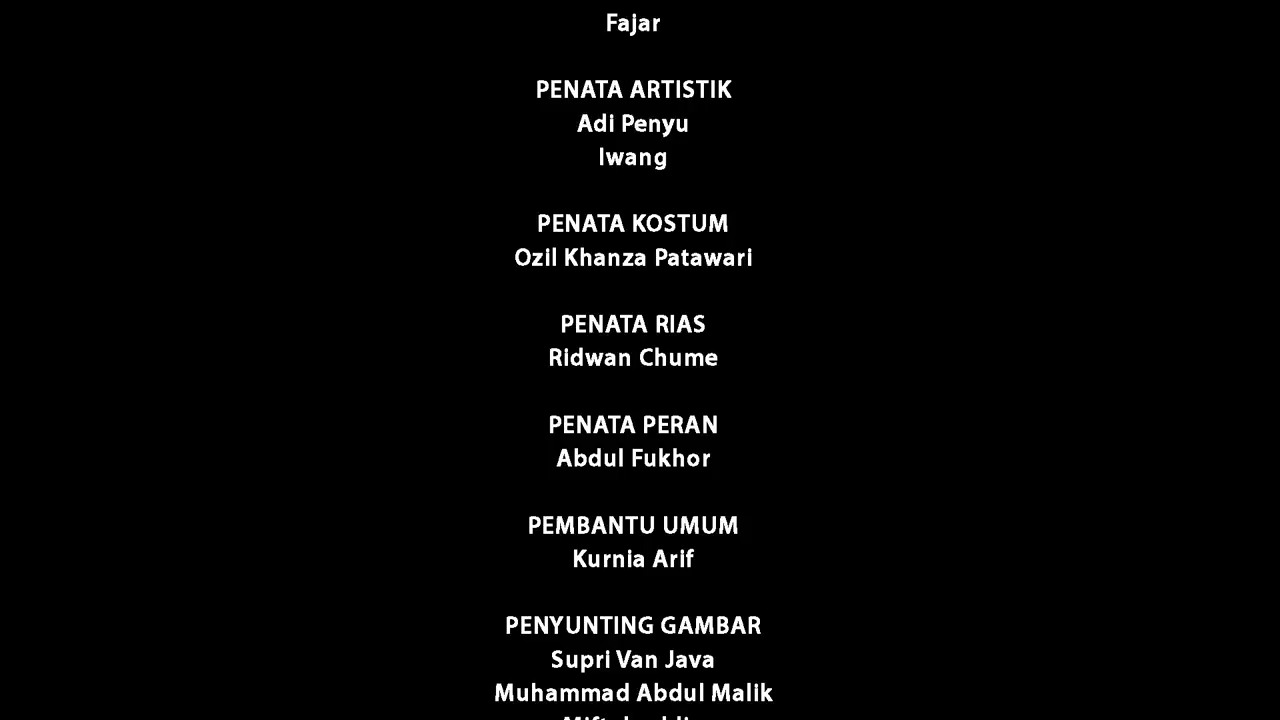 Fajar
PENATA ARTISTIK
Adi Penyu
Iwang
PENATA KOSTUM
Ozil Khanza Patawari
PENATA RIAS
Ridwan Chume
PENATA PERAN
Abdul Fukhor
PEMBANTU UMUM
Kurnia Arif
PENYUNTING GAMBAR
Supri Van Java
Muhammad Abdul Malik